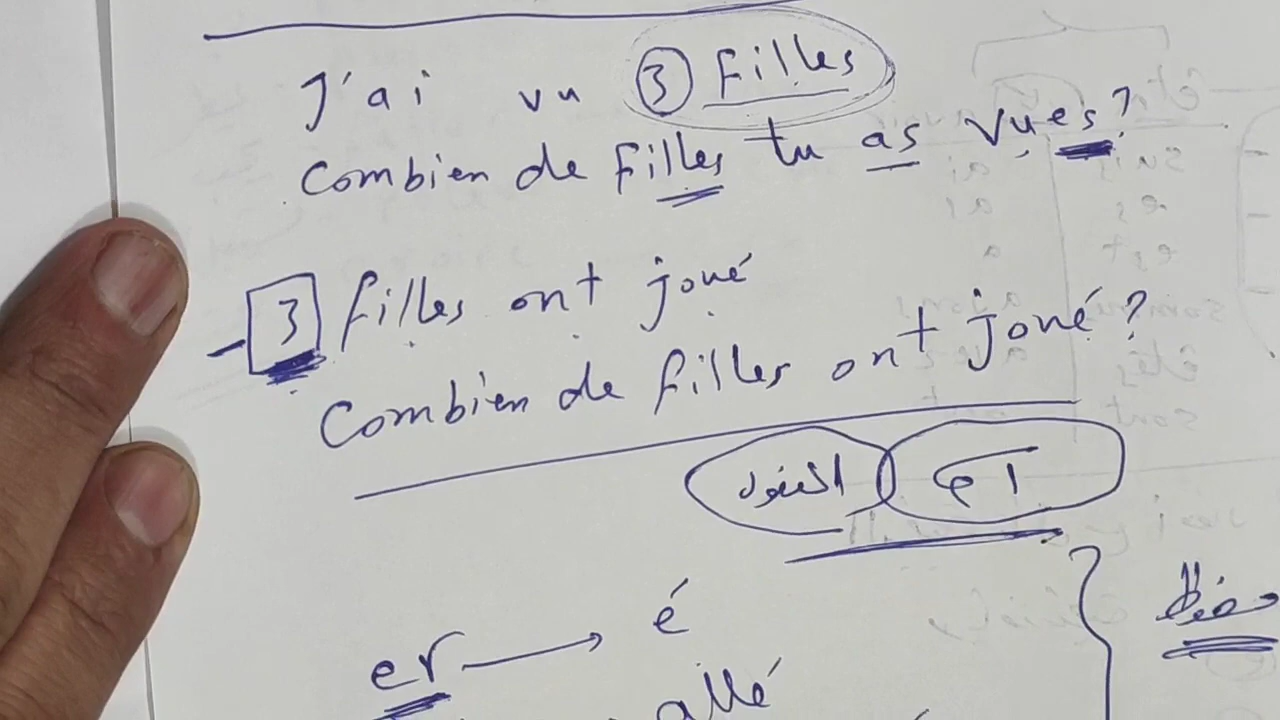 J'ai vu 3 filles
Combien de filles tu as vues ?
3 filles ont joué
Combien de filles ont joué ?
اسم المفعول
er → é
allé